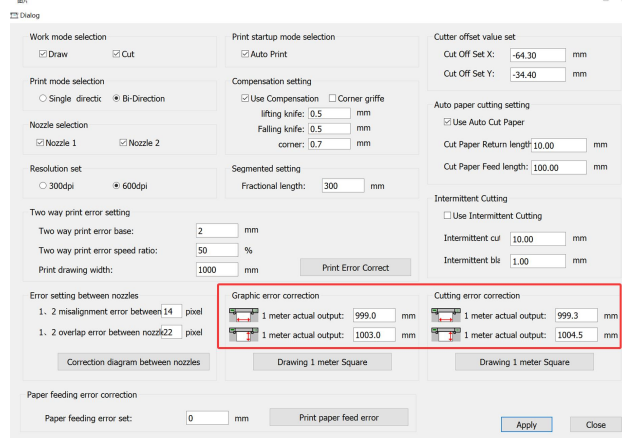 Dialog
Work mode selection
Draw
Cut
Print mode selection
Single directic
Bi-Direction
Nozzle selection
Nozzle 1
Nozzle 2
Resolution set
300dpi
600dpi
Print startup mode selection
Auto Print
Compensation setting
Use Compensation
Corner griffe
lifting knife: 0.5 mm
Falling knife: 0.5 mm
corner: 0.7 mm
Segmented setting
Fractional length: 300 mm
Cutter offset value set
Cut Off Set X: -64.30 mm
Cut Off Set Y: -34.40 mm
Auto paper cutting setting
Use Auto Cut Paper
Cut Paper Return length 10.00 mm
Cut Paper Feed length: 100.00 mm
Intermittent Cutting
Use Intermittent Cutting
Intermittent cut 10.00 mm
Intermittent bla 1.00 mm
Two way print error setting
Two way print error base: 2 mm
Two way print error speed ratio: 50 %
Print drawing width: 1000 mm
Print Error Correct
Error setting between nozzles
1、2 misalignment error between 14 pixel
1、2 overlap error between nozzle 22 pixel
Correction diagram between nozzles
Graphic error correction
1 meter actual output: 999.0 mm
1 meter actual output: 1003.0 mm
Drawing 1 meter Square
Cutting error correction
1 meter actual output: 999.3 mm
1 meter actual output: 1004.5 mm
Drawing 1 meter Square
Paper feeding error correction
Paper feeding error set: 0 mm
Print paper feed error
Apply
Close